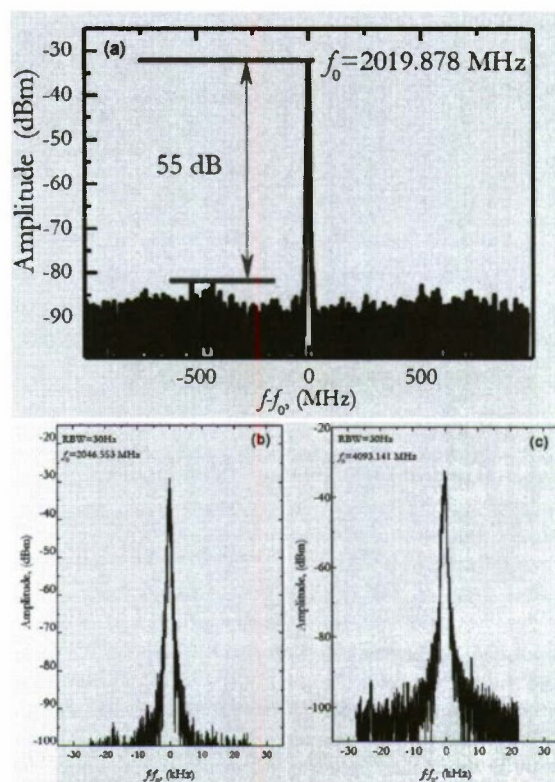 (a)
f₀=2019.878 MHz
55 dB
Amplitude (dBm)
-30
-40
-50
-60
-70
-80
-90
-500
0
500
f-f₀, (MHz)
(b)
RBW=30Hz
f₀=2046.553 MHz
Amplitude, (dBm)
-20
-30
-40
-50
-60
-70
-80
-90
-100
-30
-20
-10
0
10
20
30
f-f₀, (kHz)
(c)
RBW=30Hz
f₀=4093.141 MHz
Amplitude, (dBm)
-20
-40
-60
-80
-100
-30
-20
-10
0
10
20
30
f-f₀, (kHz)